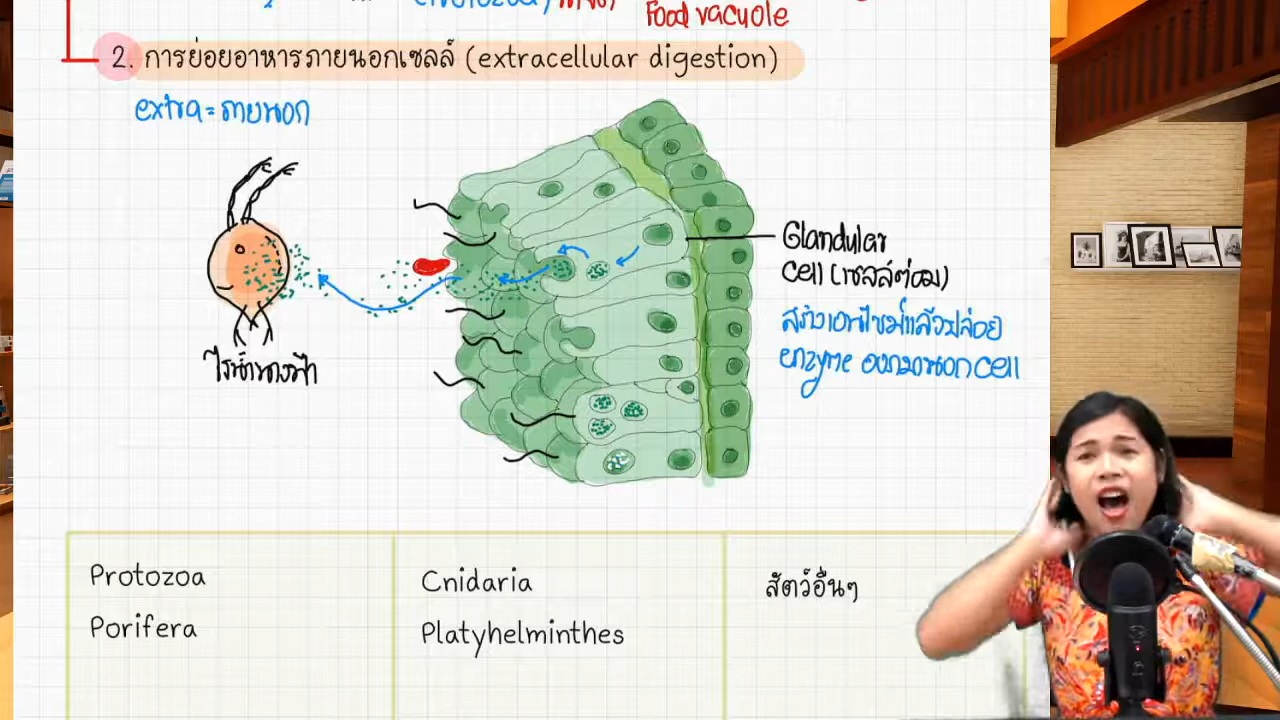 Food vacuole
2. การย่อยอาหารภายนอกเซลล์ (extracellular digestion)
extra = ภายนอก
Glandular
cell (เซลล์ต่อม)
สร้างเอนไซม์แล้วปล่อย
enzyme ออกมานอก cell
ไรน้ำนางฟ้า
Protozoa
Cnidaria
สัตว์อื่นๆ
Porifera
Platyhelminthes